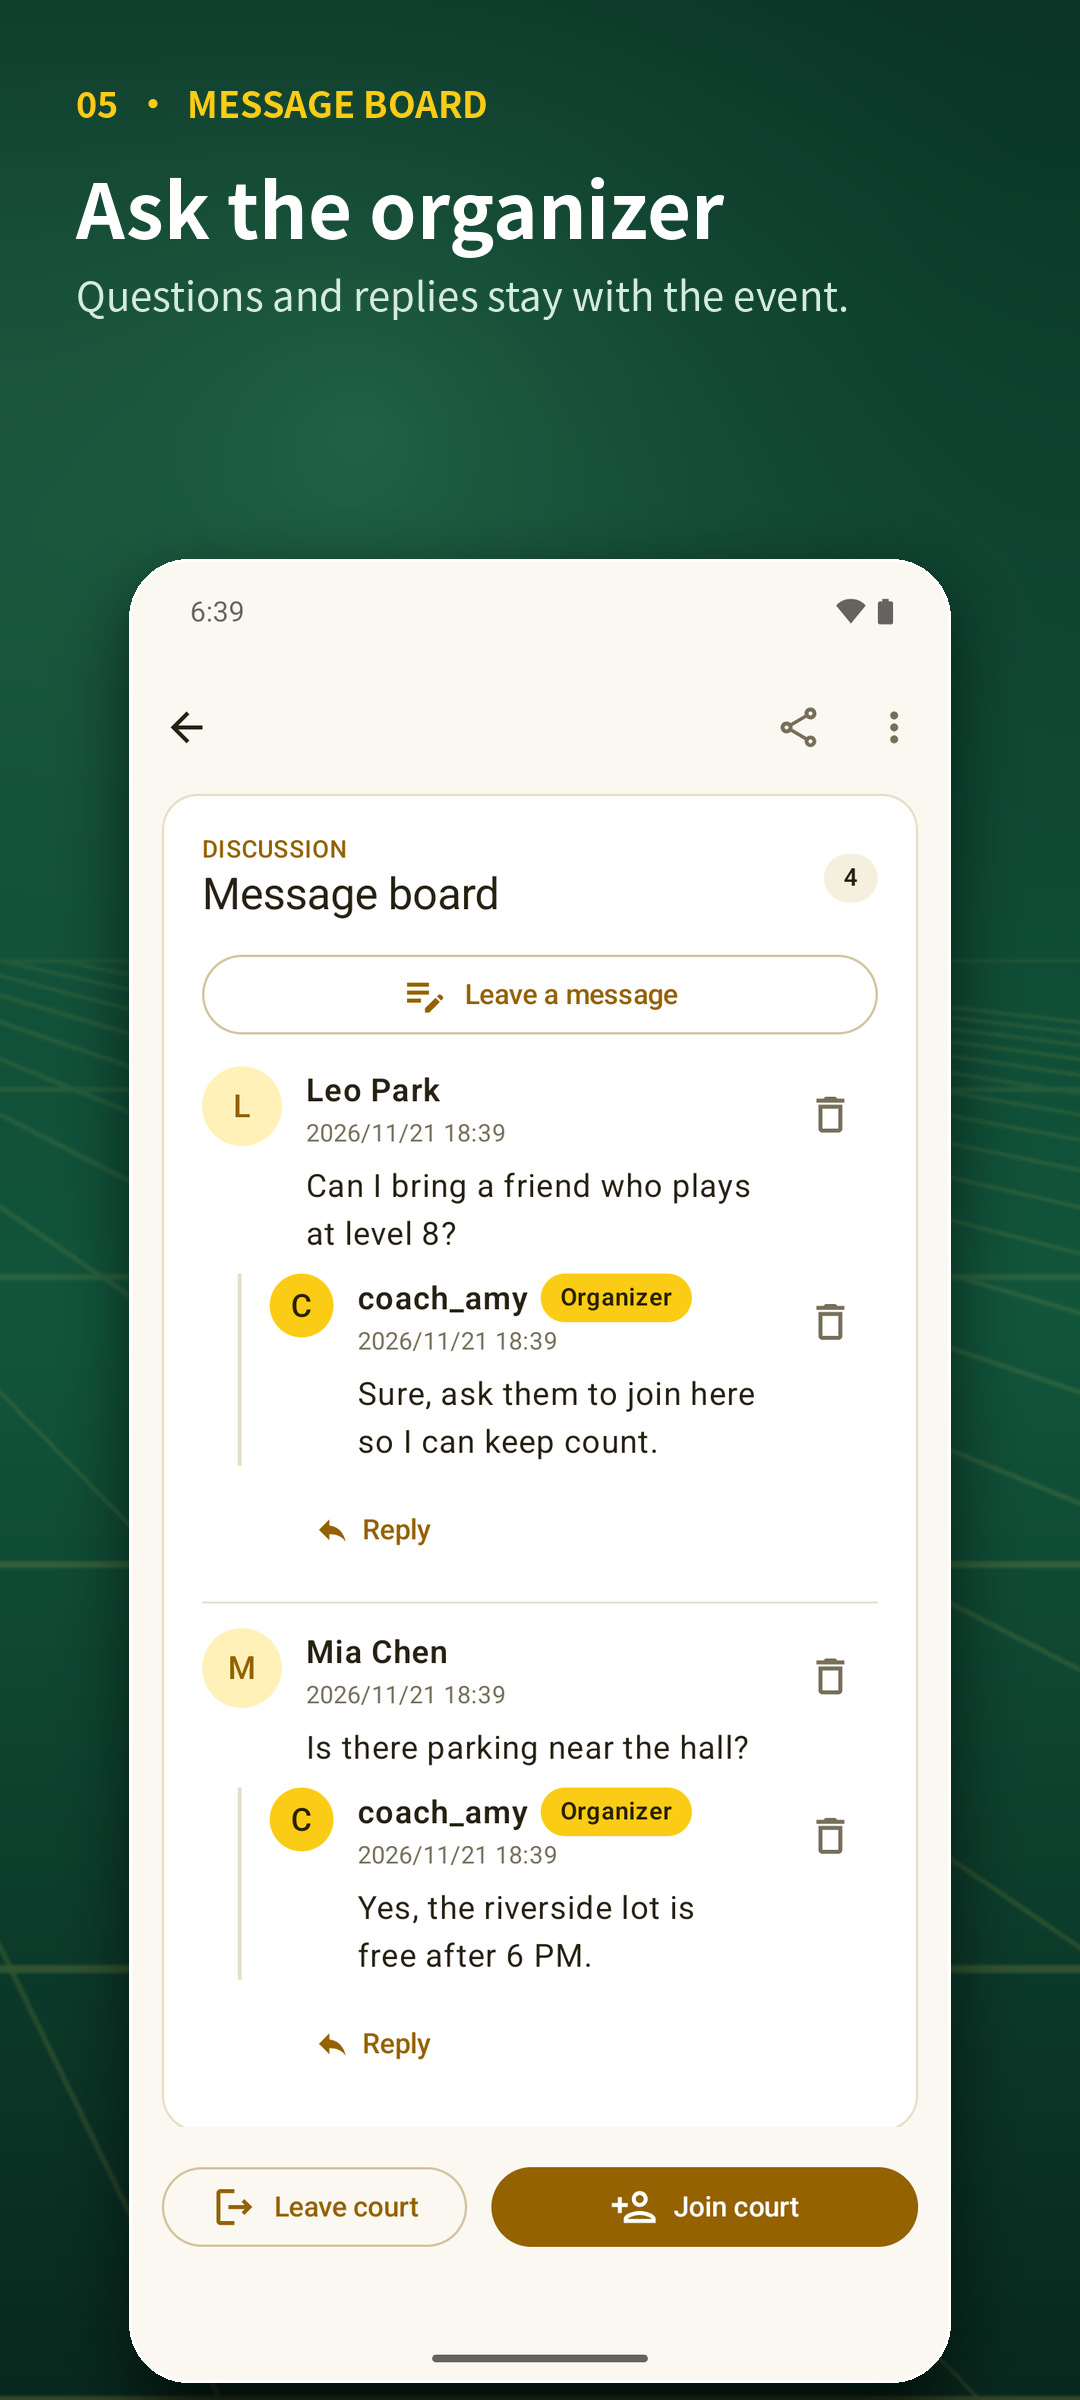 05 • MESSAGE BOARD
Ask the organizer
Questions and replies stay with the event.
6:39
DISCUSSION
Message board
4
Leave a message
L
Leo Park
2026/11/21 18:39
Can I bring a friend who plays
at level 8?
C
coach_amy Organizer
2026/11/21 18:39
Sure, ask them to join here
so I can keep count.
Reply
M
Mia Chen
2026/11/21 18:39
Is there parking near the hall?
C
coach_amy Organizer
2026/11/21 18:39
Yes, the riverside lot is
free after 6 PM.
Reply
Leave court
Join court